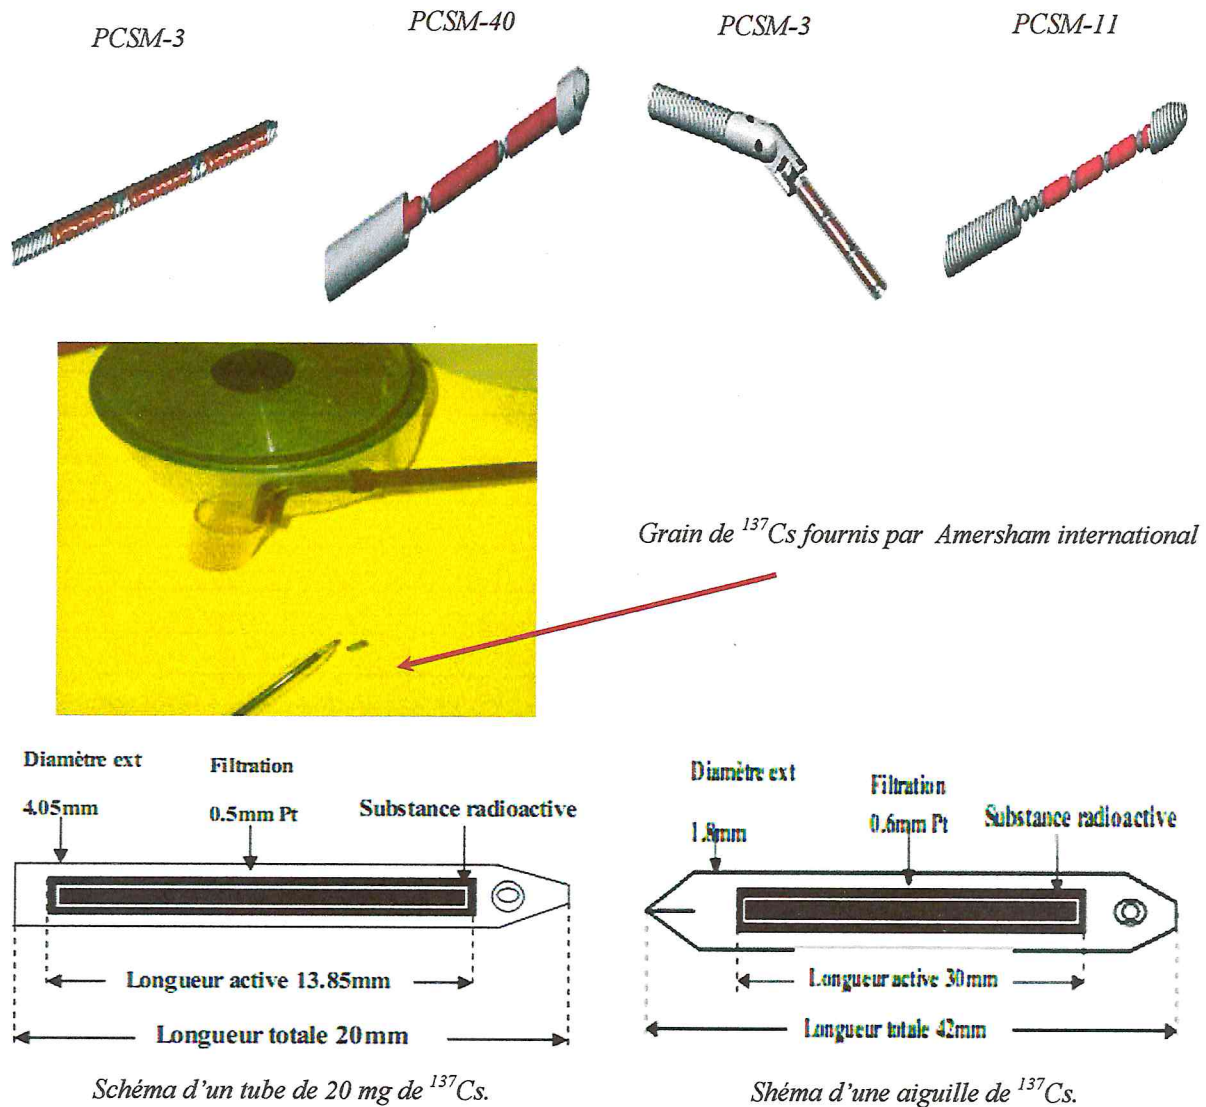 PCSM-3
PCSM-40
PCSM-3
PCSM-11
Grain de ¹³⁷Cs fournis par Amersham international
Diamètre ext
4.05mm
Filtration
0.5mm Pt
Substance radioactive
Longueur active 13.85mm
Longueur totale 20mm
Schéma d'un tube de 20 mg de ¹³⁷Cs.
Diamètre ext
1.8mm
Filtration
0.6mm Pt
Substance radioactive
Longueur active 30mm
Longueur totale 42mm
Shéma d'une aiguille de ¹³⁷Cs.